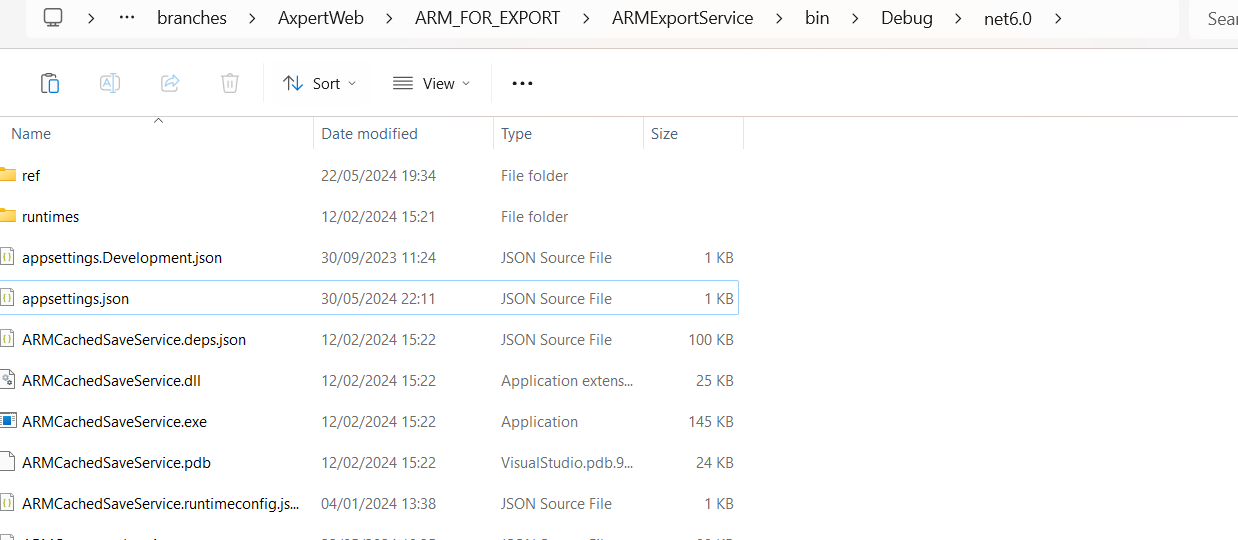 … branches AxpertWeb ARM_FOR_EXPORT ARMExportService bin Debug net6.0 Sear
Sort View
Name Date modified Type Size
ref 22/05/2024 19:34 File folder
runtimes 12/02/2024 15:21 File folder
appsettings.Development.json 30/09/2023 11:24 JSON Source File 1 KB
appsettings.json 30/05/2024 22:11 JSON Source File 1 KB
ARMCachedSaveService.deps.json 12/02/2024 15:22 JSON Source File 100 KB
ARMCachedSaveService.dll 12/02/2024 15:22 Application extens... 25 KB
ARMCachedSaveService.exe 12/02/2024 15:22 Application 145 KB
ARMCachedSaveService.pdb 12/02/2024 15:22 VisualStudio.pdb.9... 24 KB
ARMCachedSaveService.runtimeconfig.js... 04/01/2024 13:38 JSON Source File 1 KB